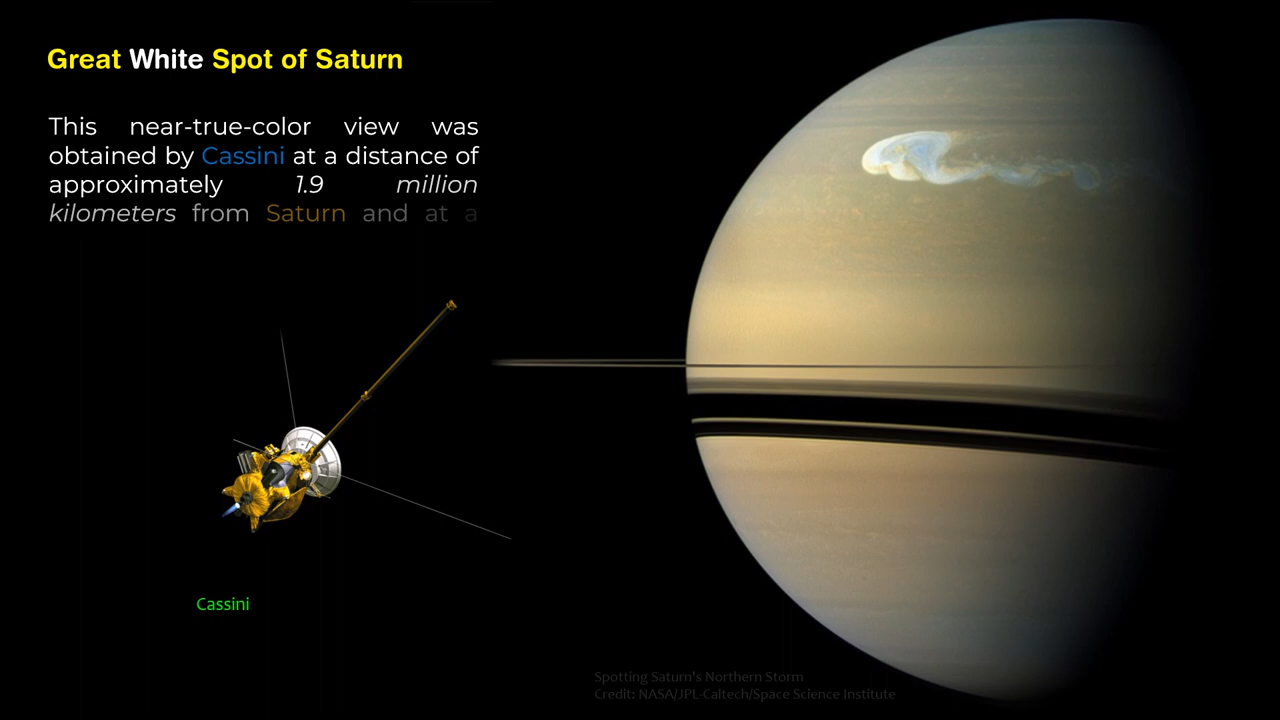 Great White Spot of Saturn
This near-true-color view was
obtained by Cassini at a distance of
approximately 1.9 million
kilometers from Saturn and at a
Cassini
Spotting Saturn's Northern Storm
Credit: NASA/JPL-Caltech/Space Science Institute